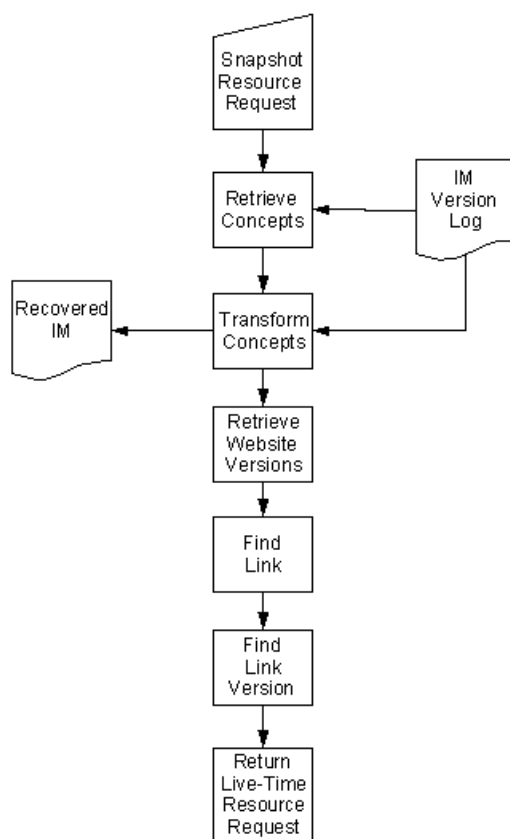 Snapshot
Resource
Request
Retrieve
Concepts
IM
Version
Log
Recovered
IM
Transform
Concepts
Retrieve
Website
Versions
Find
Link
Find
Link
Version
Return
Live-Time
Resource
Request